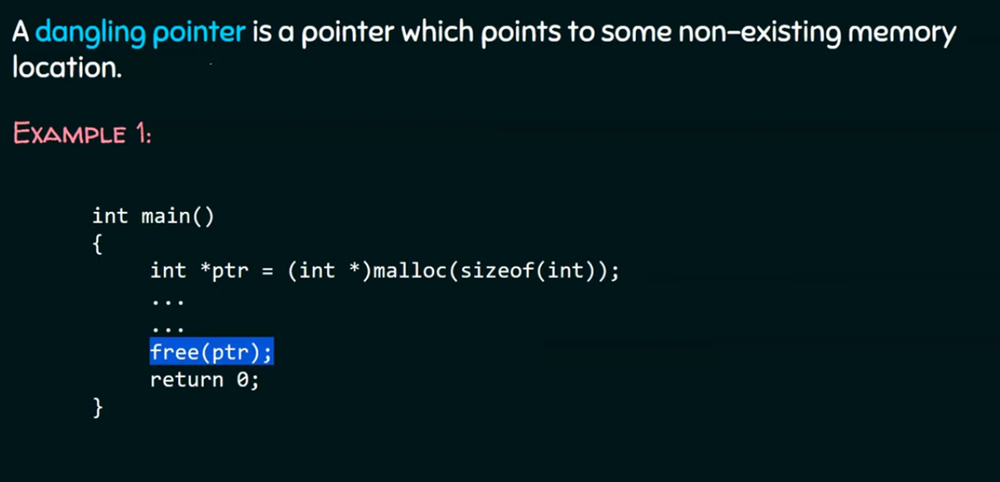 A dangling pointer is a pointer which points to some non-existing memory
location.
EXAMPLE 1:
int main()
{
int *ptr = (int *)malloc(sizeof(int));
...
...
free(ptr);
return 0;
}